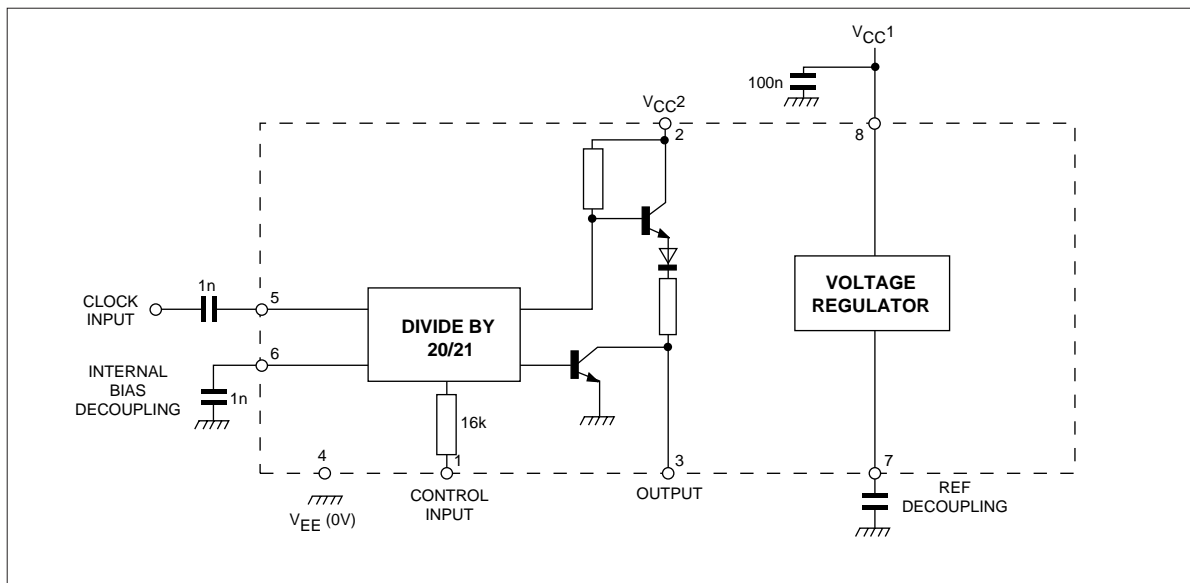 VCC1
100n
VCC2
2
8
1n
CLOCK
INPUT
5
DIVIDE BY
20/21
VOLTAGE
REGULATOR
6
INTERNAL
BIAS
DECOUPLING
1n
16k
4
1
3
7
VEE (0V)
CONTROL
INPUT
OUTPUT
REF
DECOUPLING